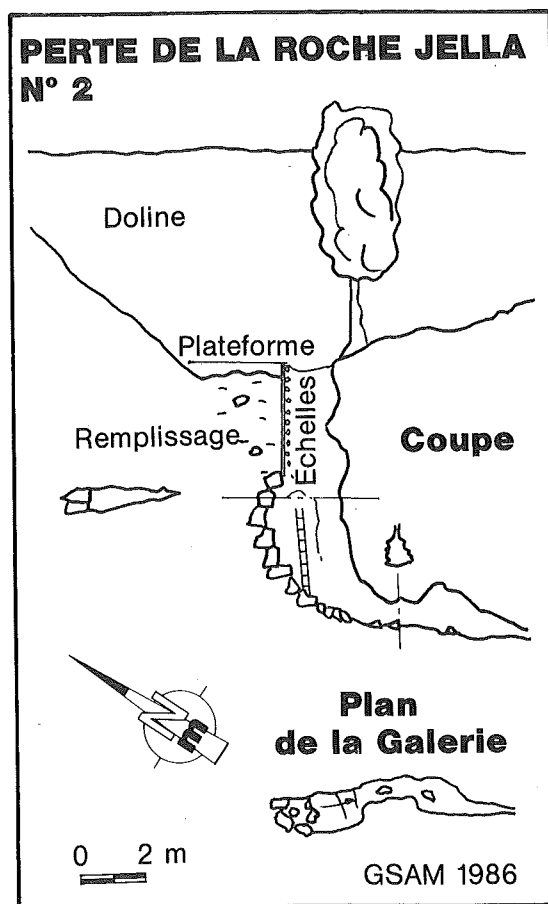 PERTE DE LA ROCHE JELLA
N° 2
Doline
Plateforme
Échelles
Remplissage
Coupe
Nm
Plan
de la Galerie
0 2 m
GSAM 1986